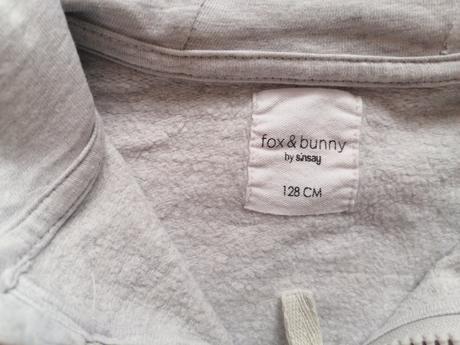 fox & bunny
by sinsay
128 CM